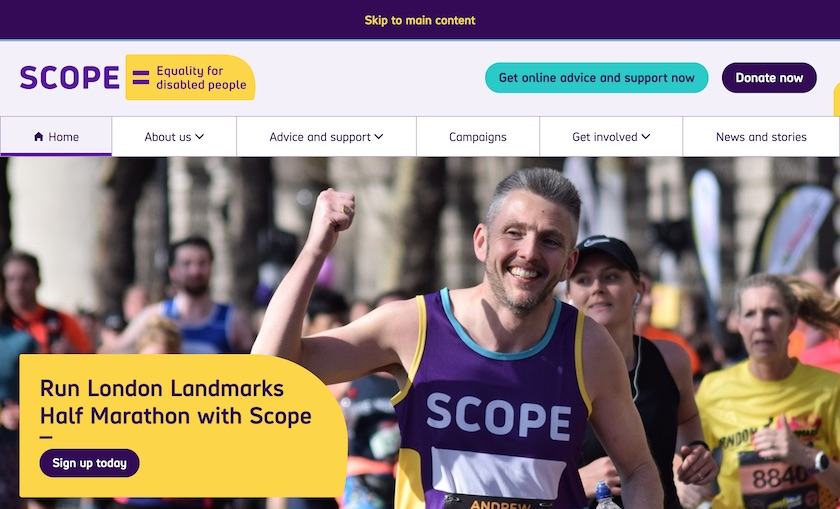 Skip to main content
SCOPE
=
Equality for
disabled people
Get online advice and support now
Donate now
Home
About us
Advice and support
Campaigns
Get involved
News and stories
Run London Landmarks
Half Marathon with Scope
Sign up today
SCOPE
ANDREW
8840